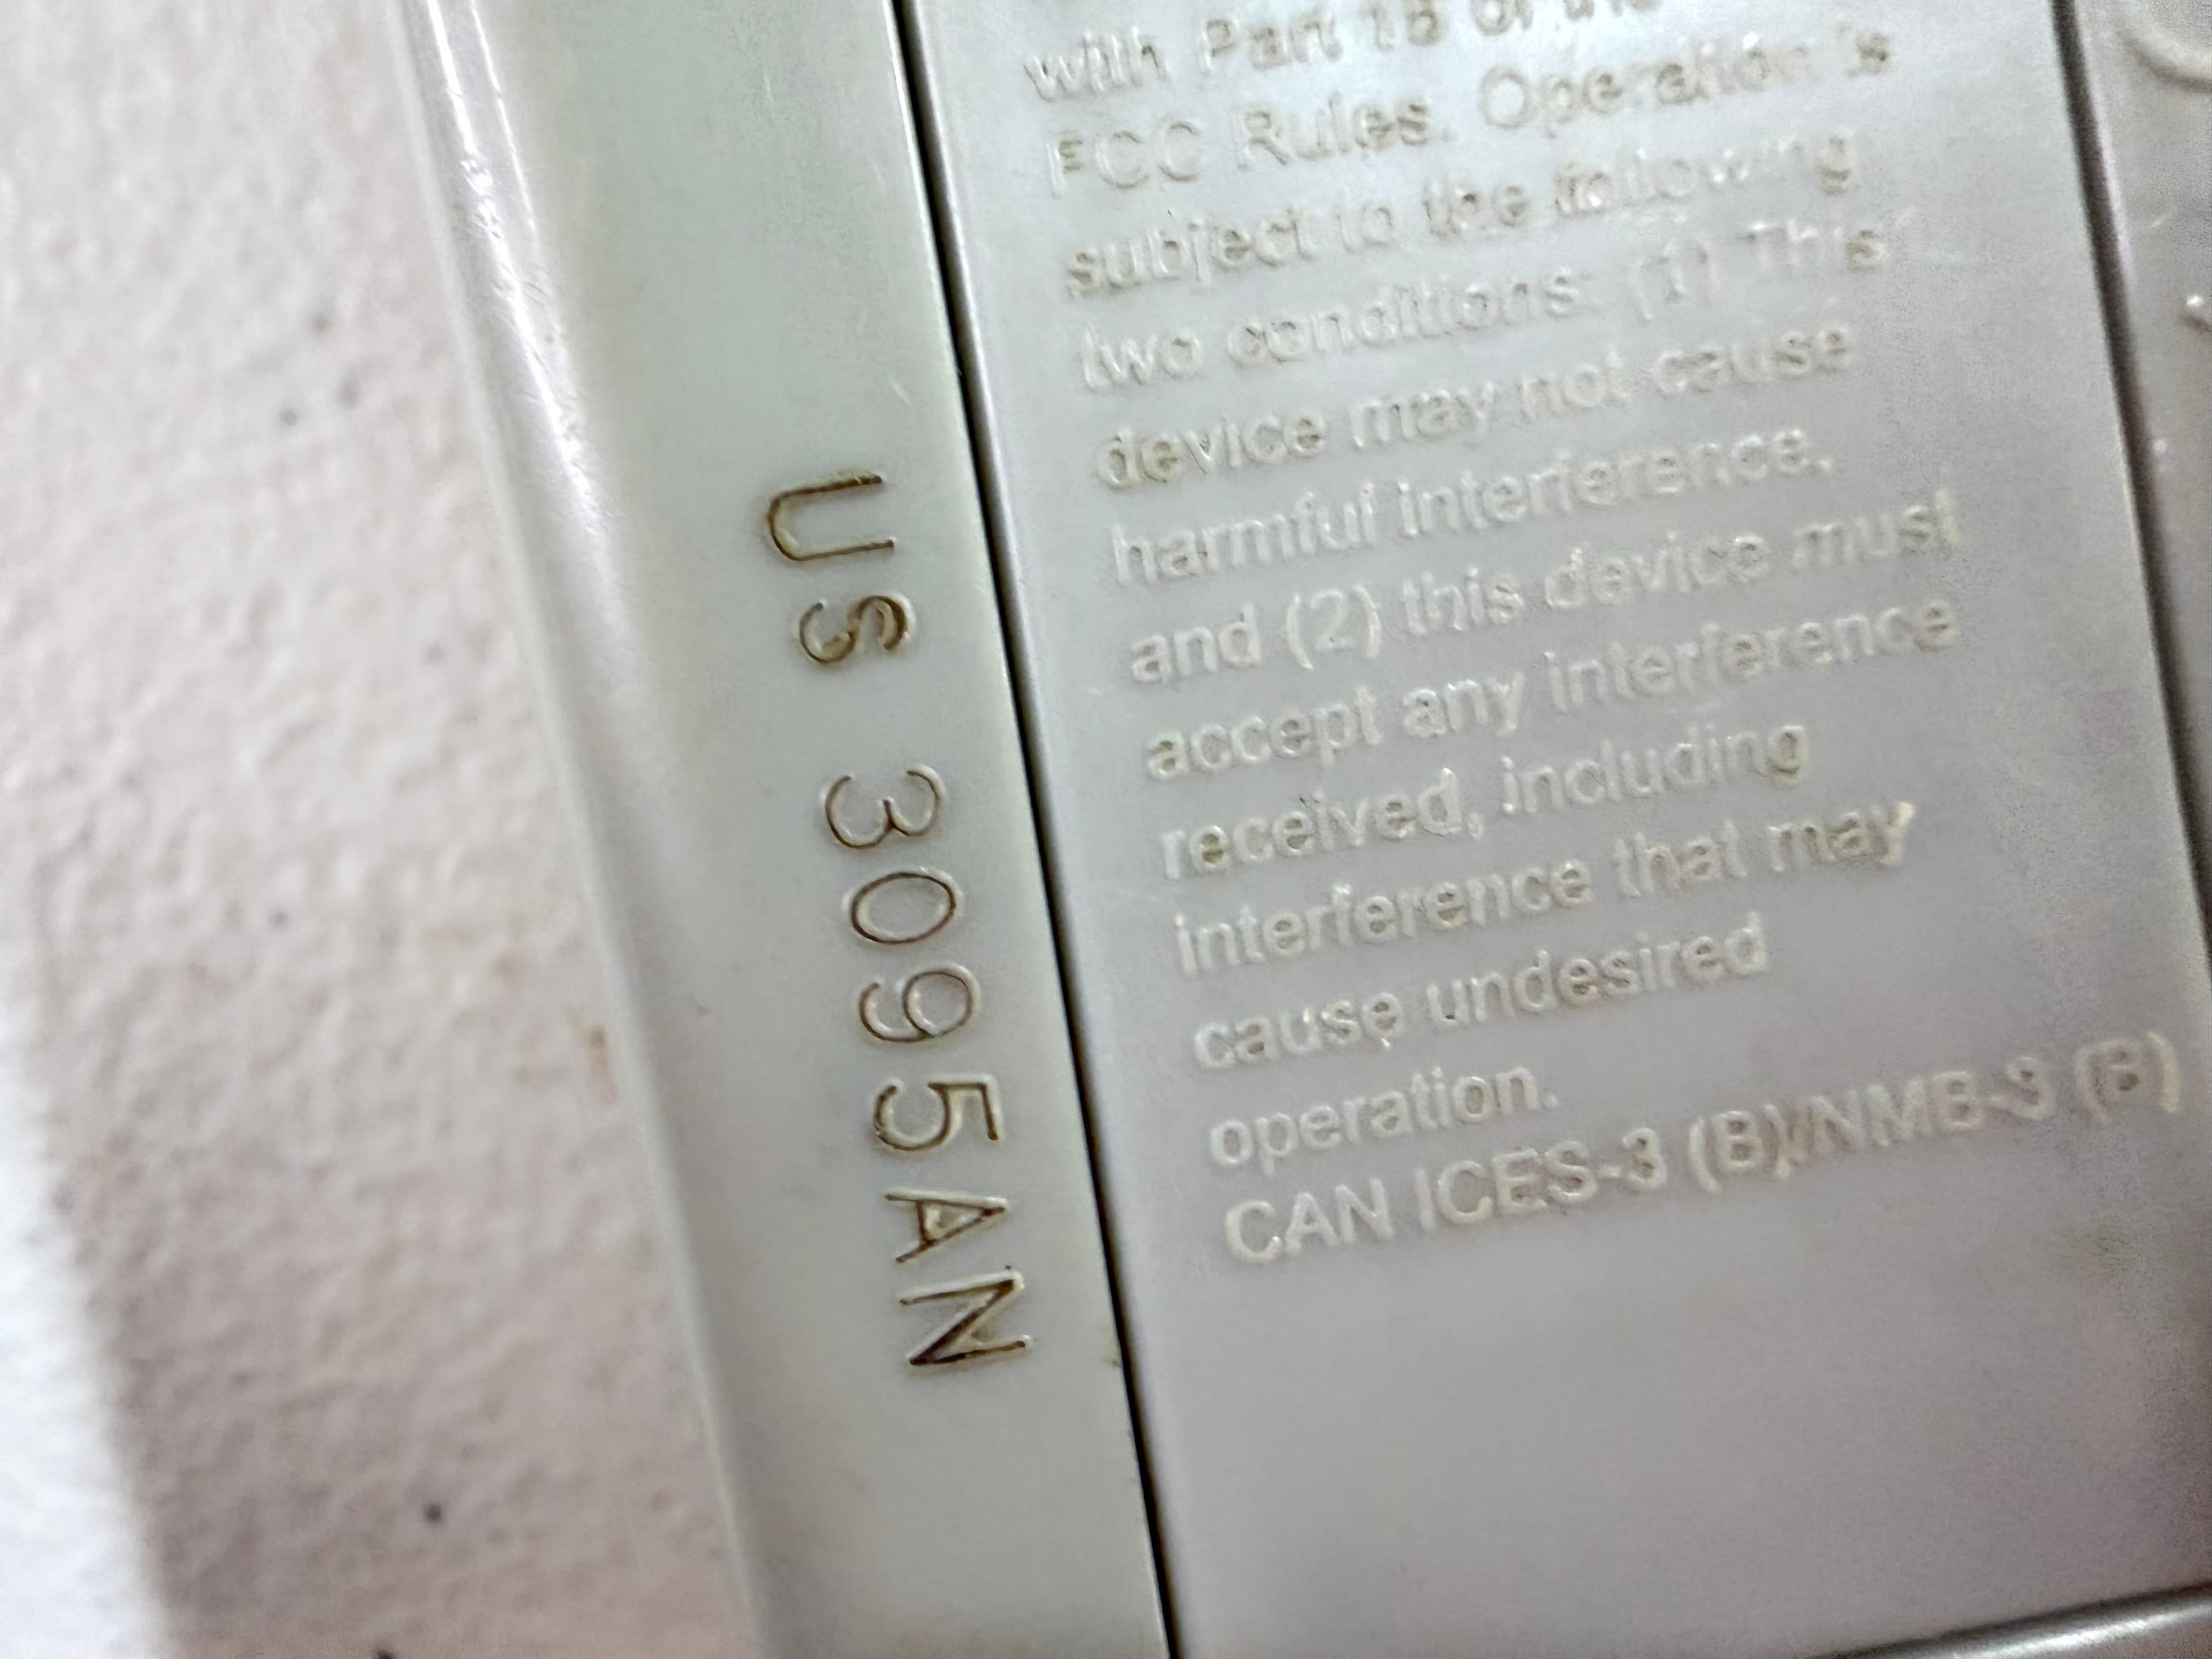 US 3095AN
with Part 15 of the
FCC Rules. Operation is
subject to the following
two conditions: (1) This
device may not cause
harmful interference,
and (2) this device must
accept any interference
received, including
interference that may
cause undesired
operation.
CAN ICES-3 (B)/NMB-3 (B)